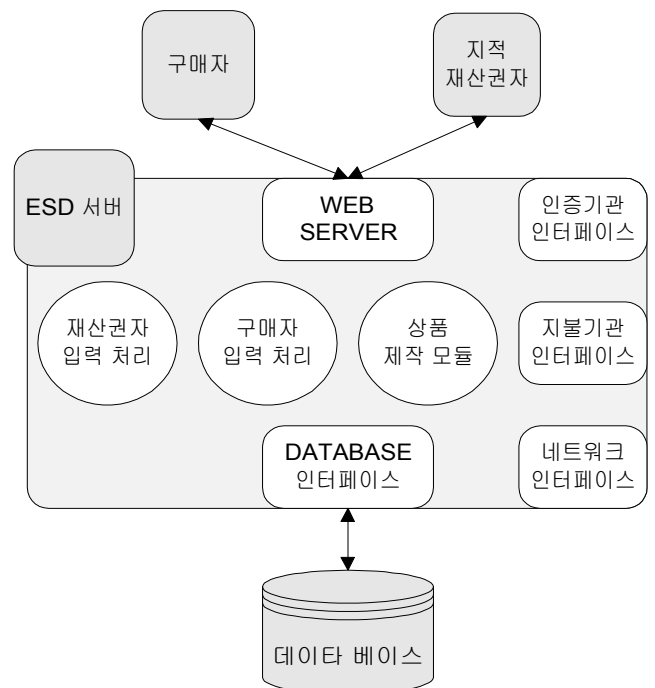 구매자
지적
재산권자
ESD 서버
WEB
SERVER
인증기관
인터페이스
재산권자
입력 처리
구매자
입력 처리
상품
제작 모듈
지불기관
인터페이스
DATABASE
인터페이스
네트워크
인터페이스
데이타 베이스